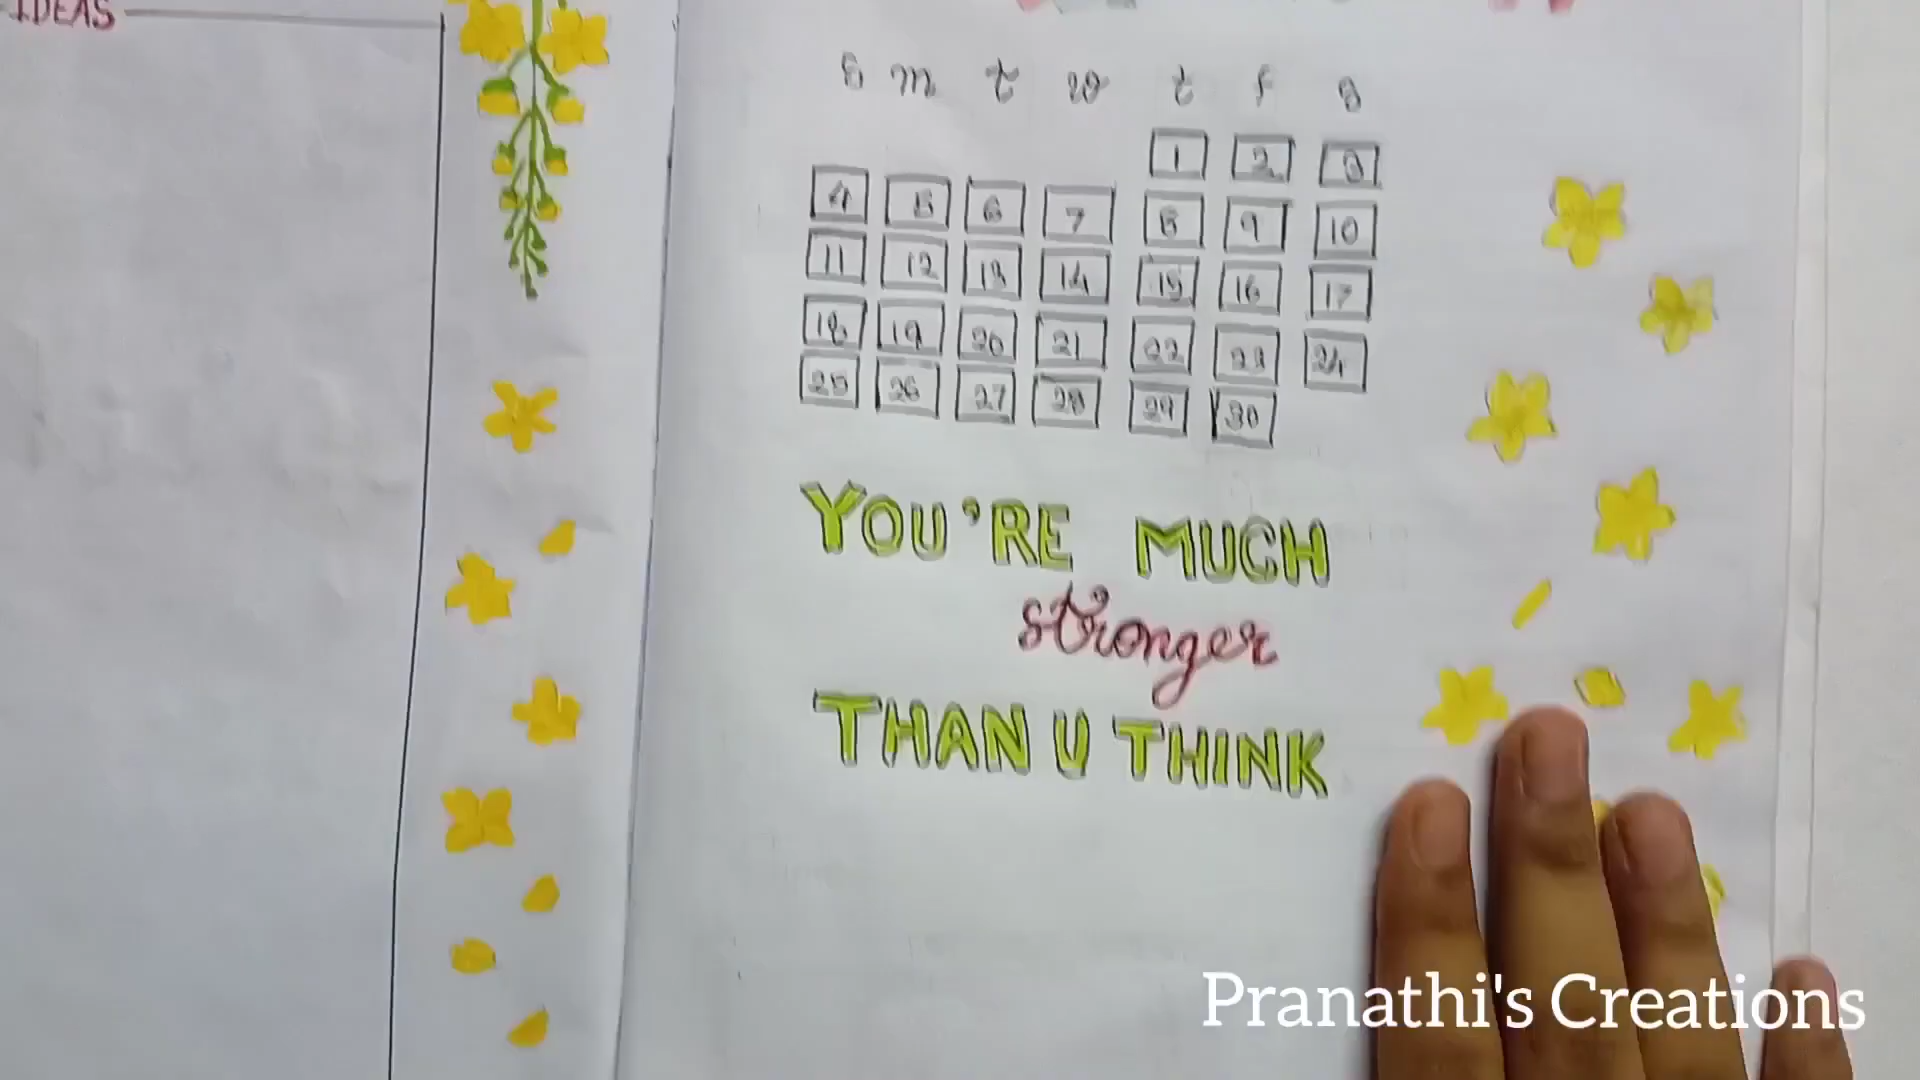 IDEAS
s m t w t f s
1 2 3
4 5 6 7 8 9 10
11 12 13 14 15 16 17
18 19 20 21 22 23 24
25 26 27 28 29 30
YOU'RE MUCH
stronger
THAN U THINK
Pranathi's Creations